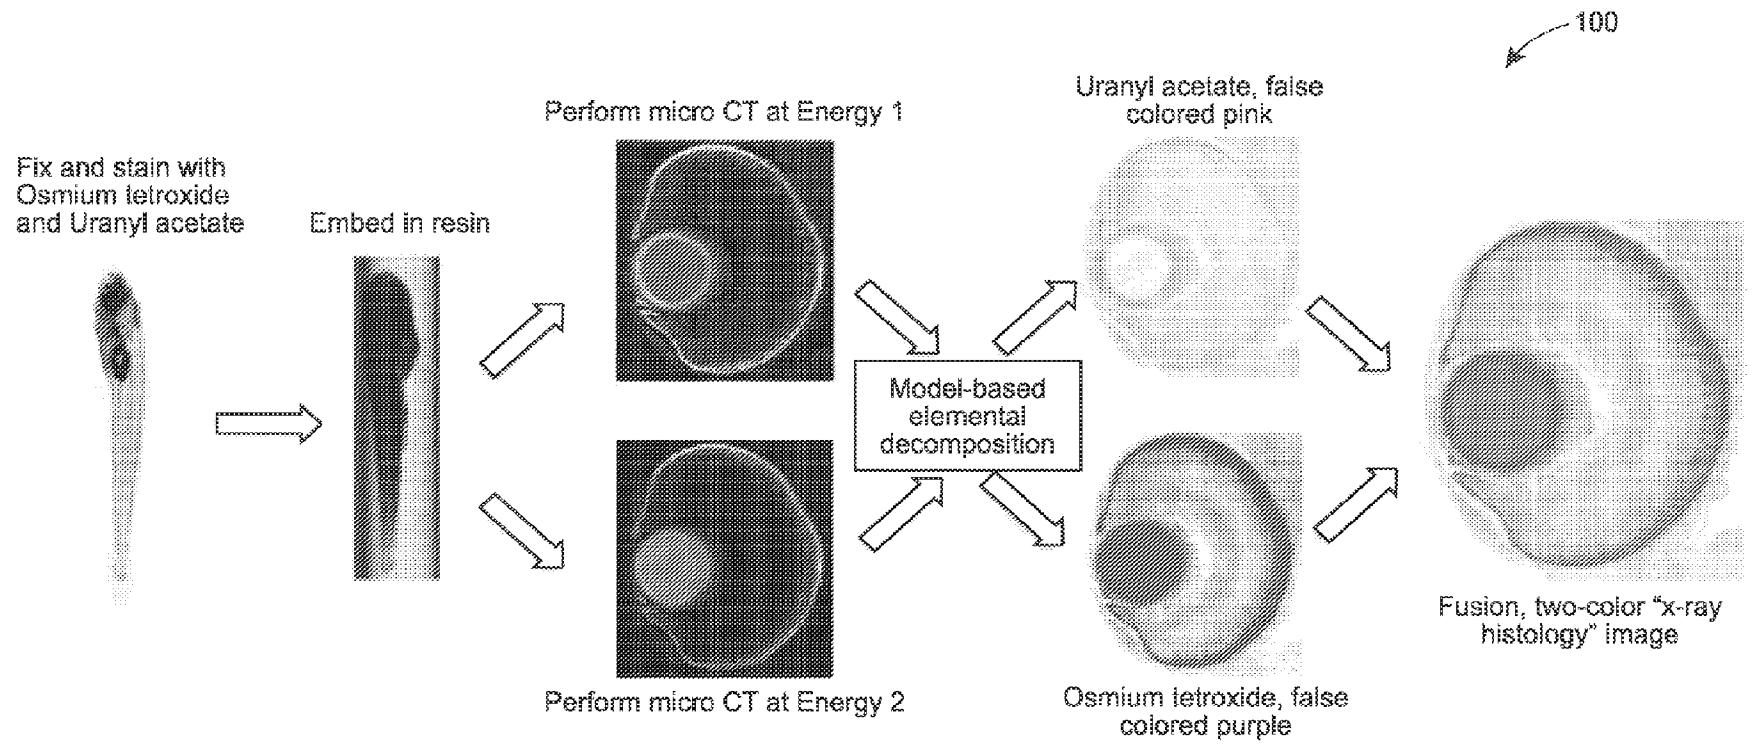 100
Fix and stain with
Osmium letroxide
and Uranyl acetate
Embed in resin
Perform micro CT at Energy 1
Perform micro CT at Energy 2
Model-based
elemental
decomposition
Uranyl acetate, false
colored pink
Osmium letroxide, false
colored purple
Fusion, two-color “x-ray
histology” image